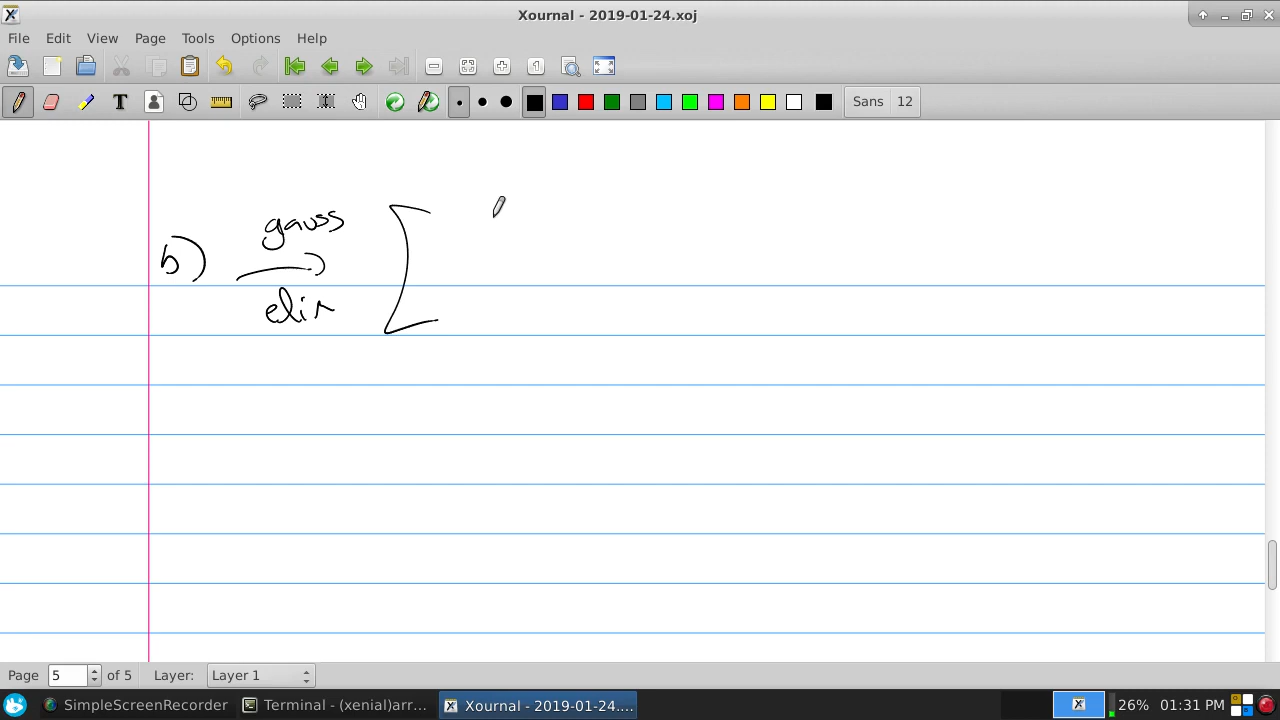 Xournal - 2019-01-24.xoj
File Edit View Page Tools Options Help
T Sans 12
gauss
b)
elim
Page 5 of 5 Layer: Layer 1
SimpleScreenRecorder Terminal - (xenial)arr... Xournal - 2019-01-24.... 26% 01:31 PM